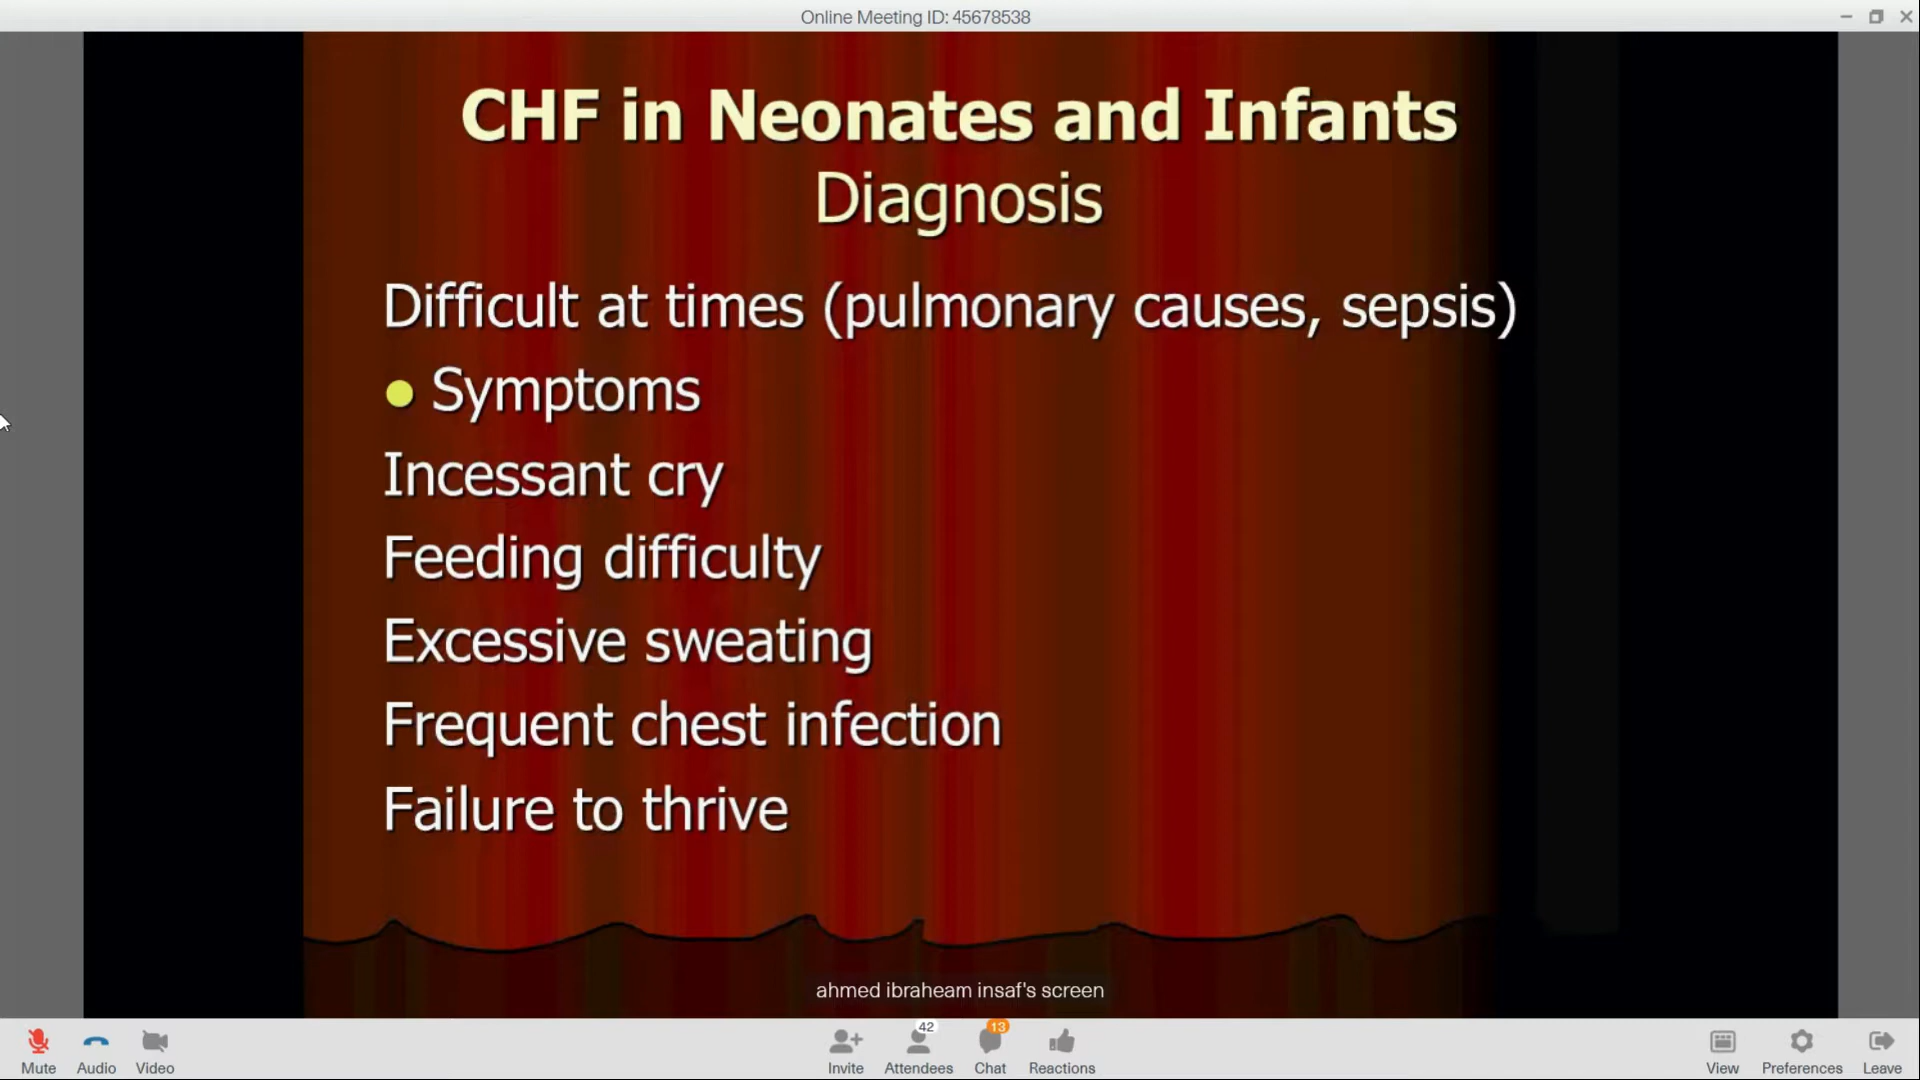 Online Meeting ID: 45678538
CHF in Neonates and Infants
Diagnosis
Difficult at times (pulmonary causes, sepsis)
Symptoms
Incessant cry
Feeding difficulty
Excessive sweating
Frequent chest infection
Failure to thrive
ahmed ibraheam insaf's screen
42
13
Mute
Audio
Video
Invite
Attendees
Chat
Reactions
View
Preferences
Leave